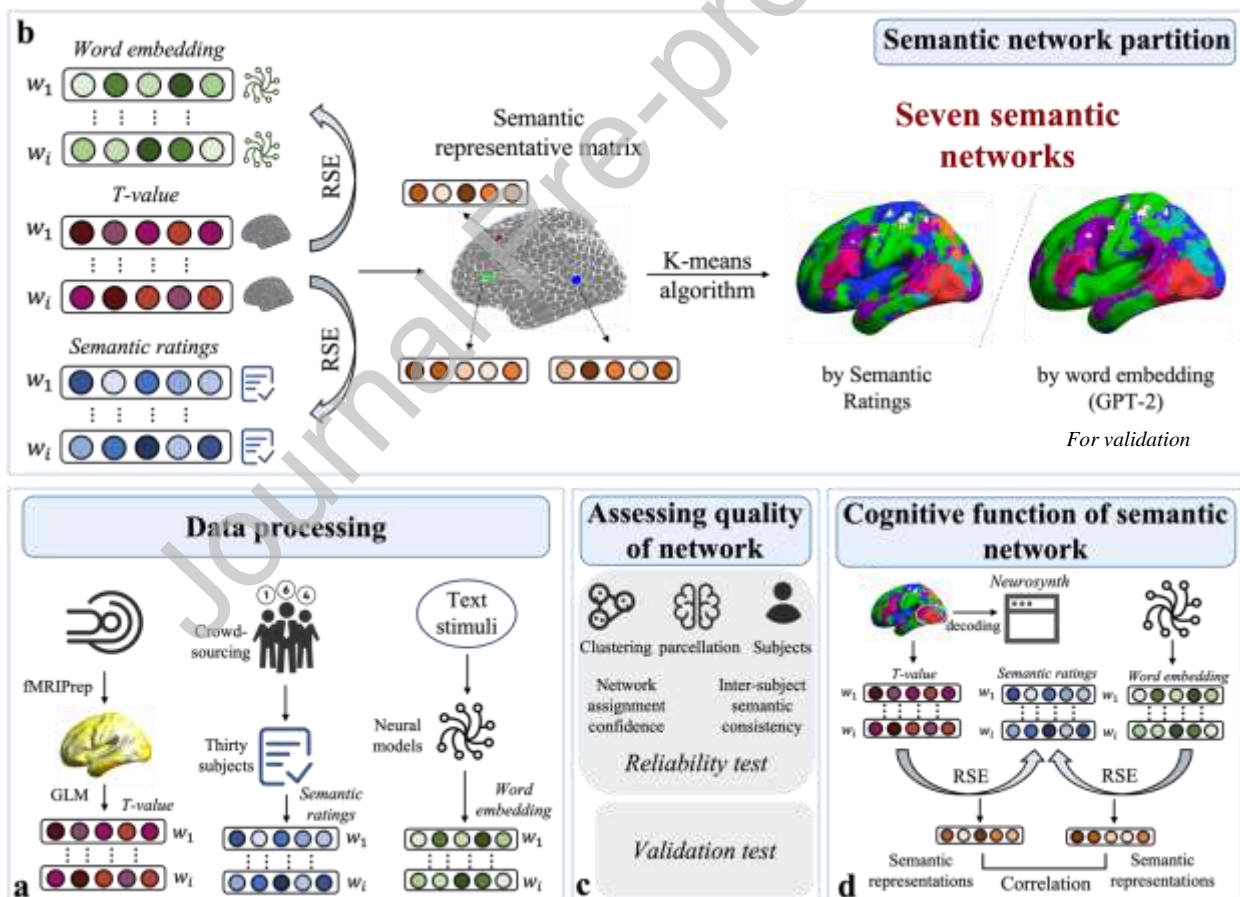 b
Word embedding
w1
wi
T-value
w1
wi
Semantic ratings
w1
wi
RSE
RSE
Semantic
representative matrix
K-means
algorithm
Semantic network partition
Seven semantic
networks
by Semantic
Ratings
by word embedding
(GPT-2)
For validation
Journal Pre-pro
Data processing
fMRIPrep
GLM
T-value
w1
wi
1 6 4
Crowd-
sourcing
Thirty
subjects
Semantic
ratings
w1
wi
Text
stimuli
Neural
models
Word
embedding
w1
wi
a
Assessing quality
of network
Clustering parcellation Subjects
Network
assignment
confidence
Inter-subject
semantic
consistency
Reliability test
Validation test
c
Cognitive function of semantic
network
Neurosynth
decoding
T-value
w1
wi
Semantic ratings
w1
wi
Word embedding
w1
wi
RSE
RSE
Semantic
representations
Correlation
Semantic
representations
d